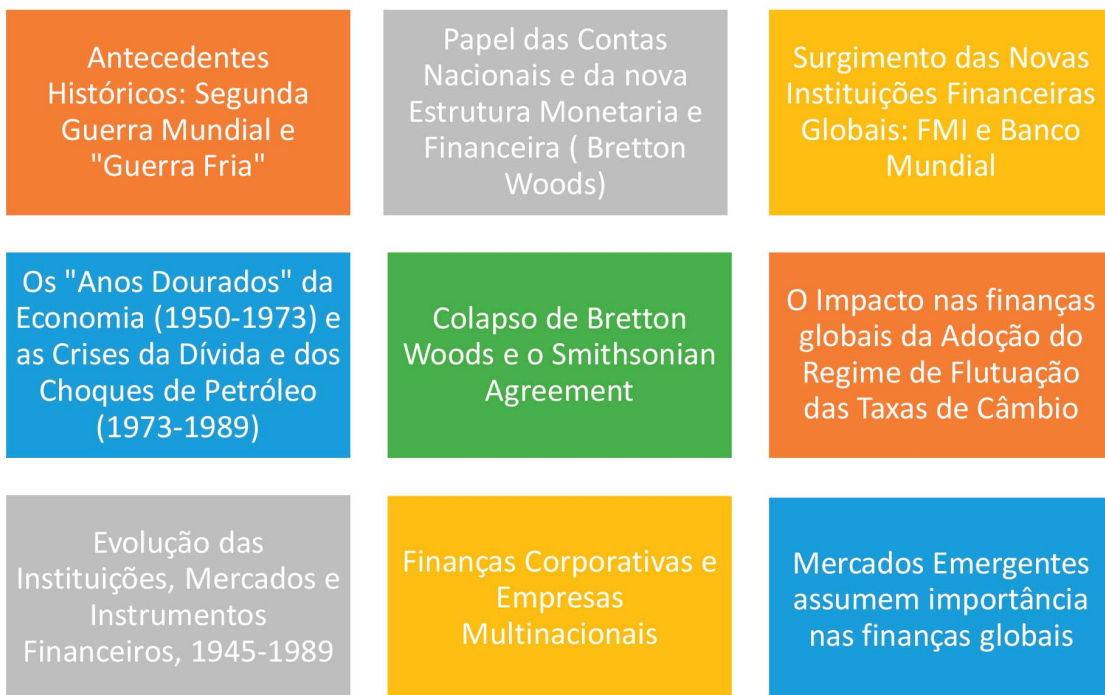 Antecedentes
Históricos: Segunda
Guerra Mundial e
"Guerra Fria"
Papel das Contas
Nacionais e da nova
Estrutura Monetaria e
Financeira ( Bretton
Woods)
Surgimento das Novas
Instituições Financeiras
Globais: FMI e Banco
Mundial
Os "Anos Dourados" da
Economia (1950-1973) e
as Crises da Dívida e dos
Choques de Petróleo
(1973-1989)
Colapso de Bretton
Woods e o Smithsonian
Agreement
O Impacto nas finanças
globais da Adoção do
Regime de Flutuação
das Taxas de Câmbio
Evolução das
Instituições, Mercados e
Instrumentos
Financeiros, 1945-1989
Finanças Corporativas e
Empresas
Multinacionais
Mercados Emergentes
assumem importância
nas finanças globais